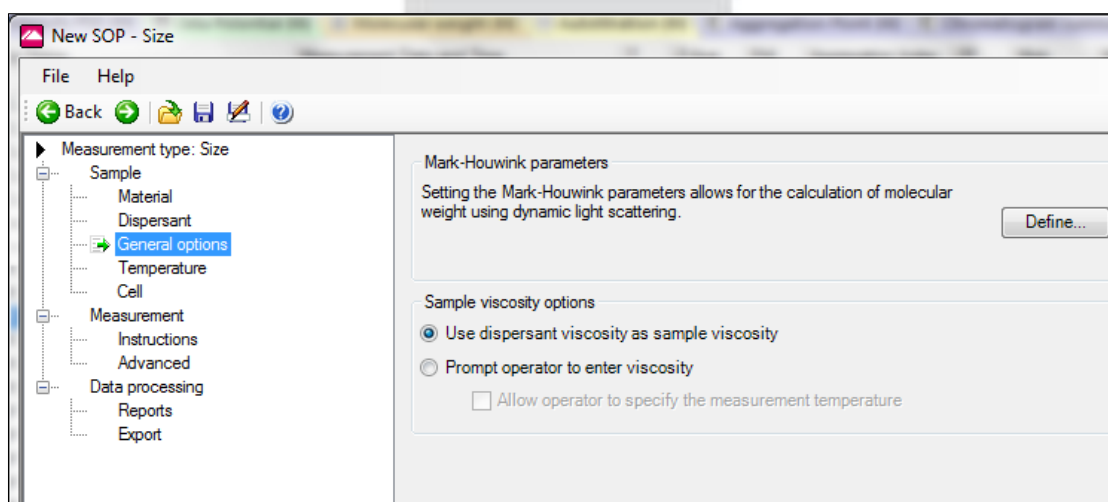 New SOP - Size
File Help
Back
Measurement type: Size
Sample
Material
Dispersant
General options
Temperature
Cell
Measurement
Instructions
Advanced
Data processing
Reports
Export
Mark-Houwink parameters
Setting the Mark-Houwink parameters allows for the calculation of molecular
weight using dynamic light scattering.
Define...
Sample viscosity options
Use dispersant viscosity as sample viscosity
Prompt operator to enter viscosity
Allow operator to specify the measurement temperature